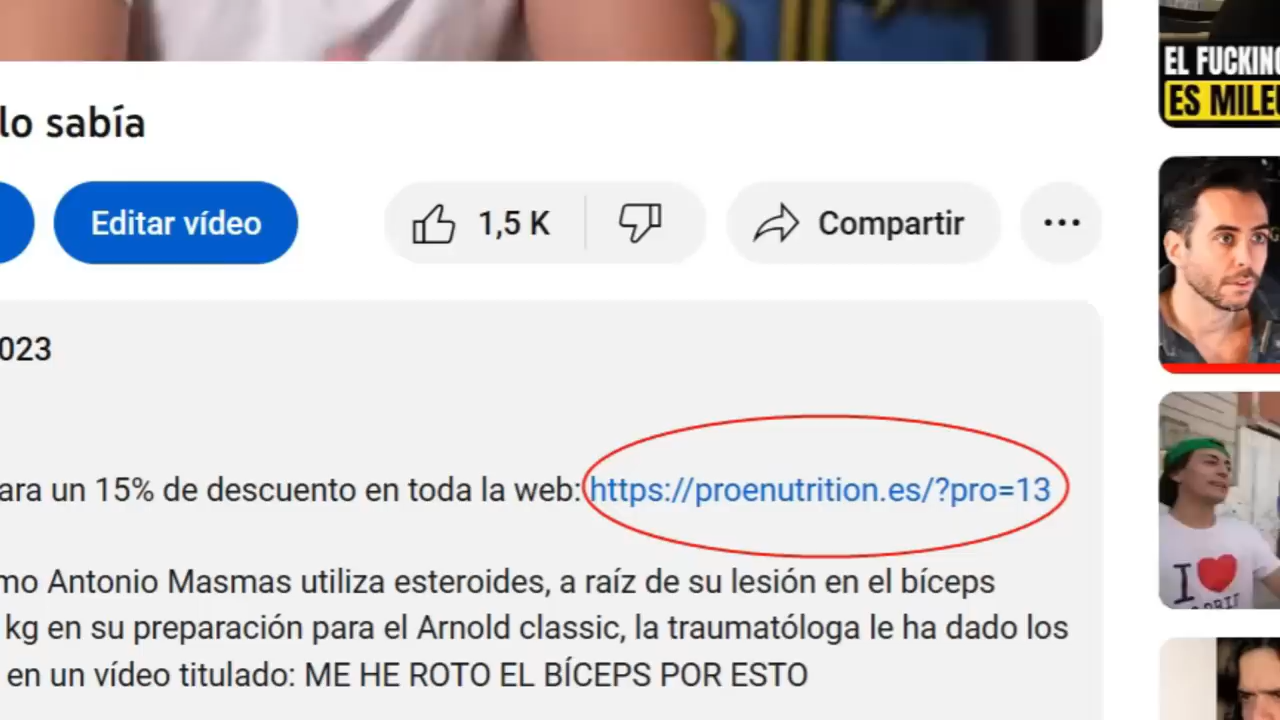 EL FUCKING
ES MILEU
lo sabía
Editar vídeo
1,5 K
Compartir
023
ara un 15% de descuento en toda la web: https://proenutrition.es/?pro=13
mo Antonio Masmas utiliza esteroides, a raíz de su lesión en el bíceps
kg en su preparación para el Arnold classic, la traumatóloga le ha dado los
en un vídeo titulado: ME HE ROTO EL BÍCEPS POR ESTO
I